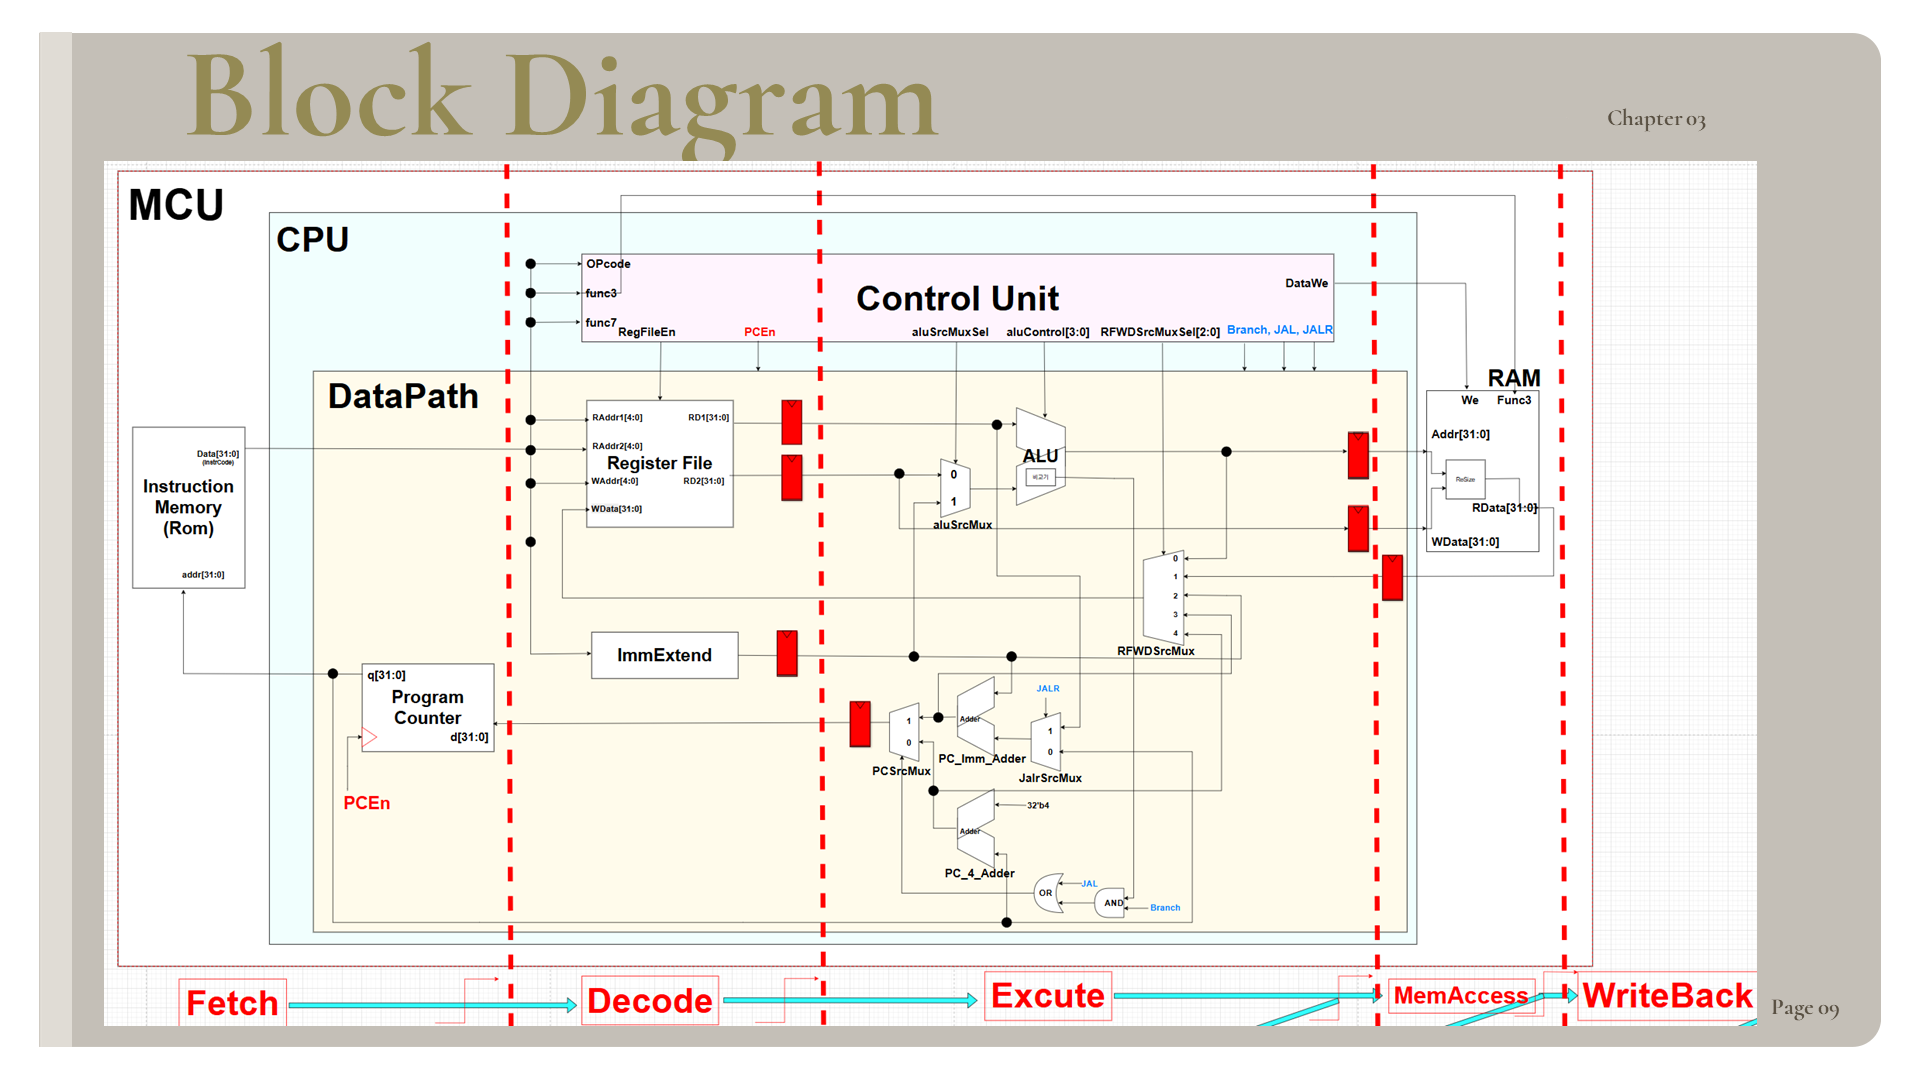 Block Diagram
Chapter 03
MCU
CPU
OPcode
func3
func7
Control Unit
DataWe
RegFileEn
PCEn
aluSrcMuxSel
aluControl[3:0]
RFWDSrcMuxSel[2:0]
Branch, JAL, JALR
DataPath
RAM
We
Func3
Addr[31:0]
ReSize
RData[31:0]
WData[31:0]
RAddr1[4:0]
RD1[31:0]
RAddr2[4:0]
Register File
WAddr[4:0]
RD2[31:0]
WData[31:0]
Data[31:0]
(InstrCode)
Instruction
Memory
(Rom)
addr[31:0]
0
1
aluSrcMux
ALU
비교기
0
1
2
3
4
RFWDSrcMux
ImmExtend
q[31:0]
Program
Counter
d[31:0]
PCEn
1
0
PCSrcMux
Adder
PC_Imm_Adder
JALR
1
0
JalrSrcMux
32'b4
Adder
PC_4_Adder
OR
JAL
AND
Branch
Fetch
Decode
Excute
MemAccess
WriteBack
Page 09